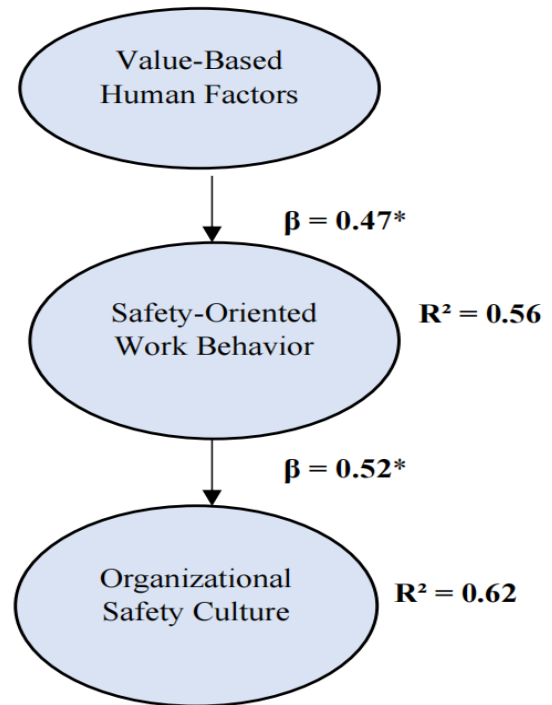 Value-Based
Human Factors
β = 0.47*
Safety-Oriented
Work Behavior
R² = 0.56
β = 0.52*
Organizational
Safety Culture
R² = 0.62